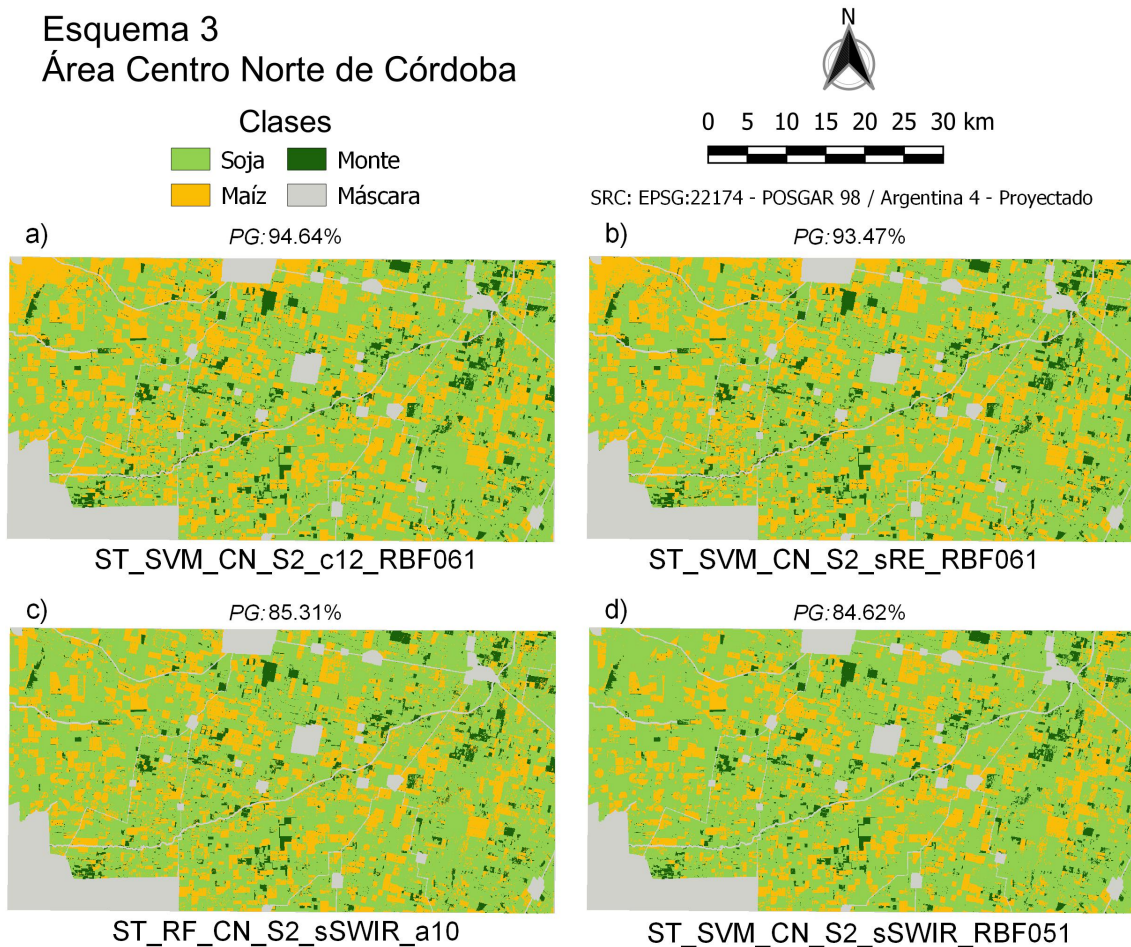 Esquema 3
Área Centro Norte de Córdoba
N
Clases
Soja
Monte
Maíz
Máscara
0 5 10 15 20 25 30 km
SRC: EPSG:22174 - POSGAR 98 / Argentina 4 - Proyectado
a)
PG: 94.64%
ST_SVM_CN_S2_c12_RBF061
b)
PG: 93.47%
ST_SVM_CN_S2_sRE_RBF061
c)
PG: 85.31%
ST_RF_CN_S2_sSWIR_a10
d)
PG: 84.62%
ST_SVM_CN_S2_sSWIR_RBF051